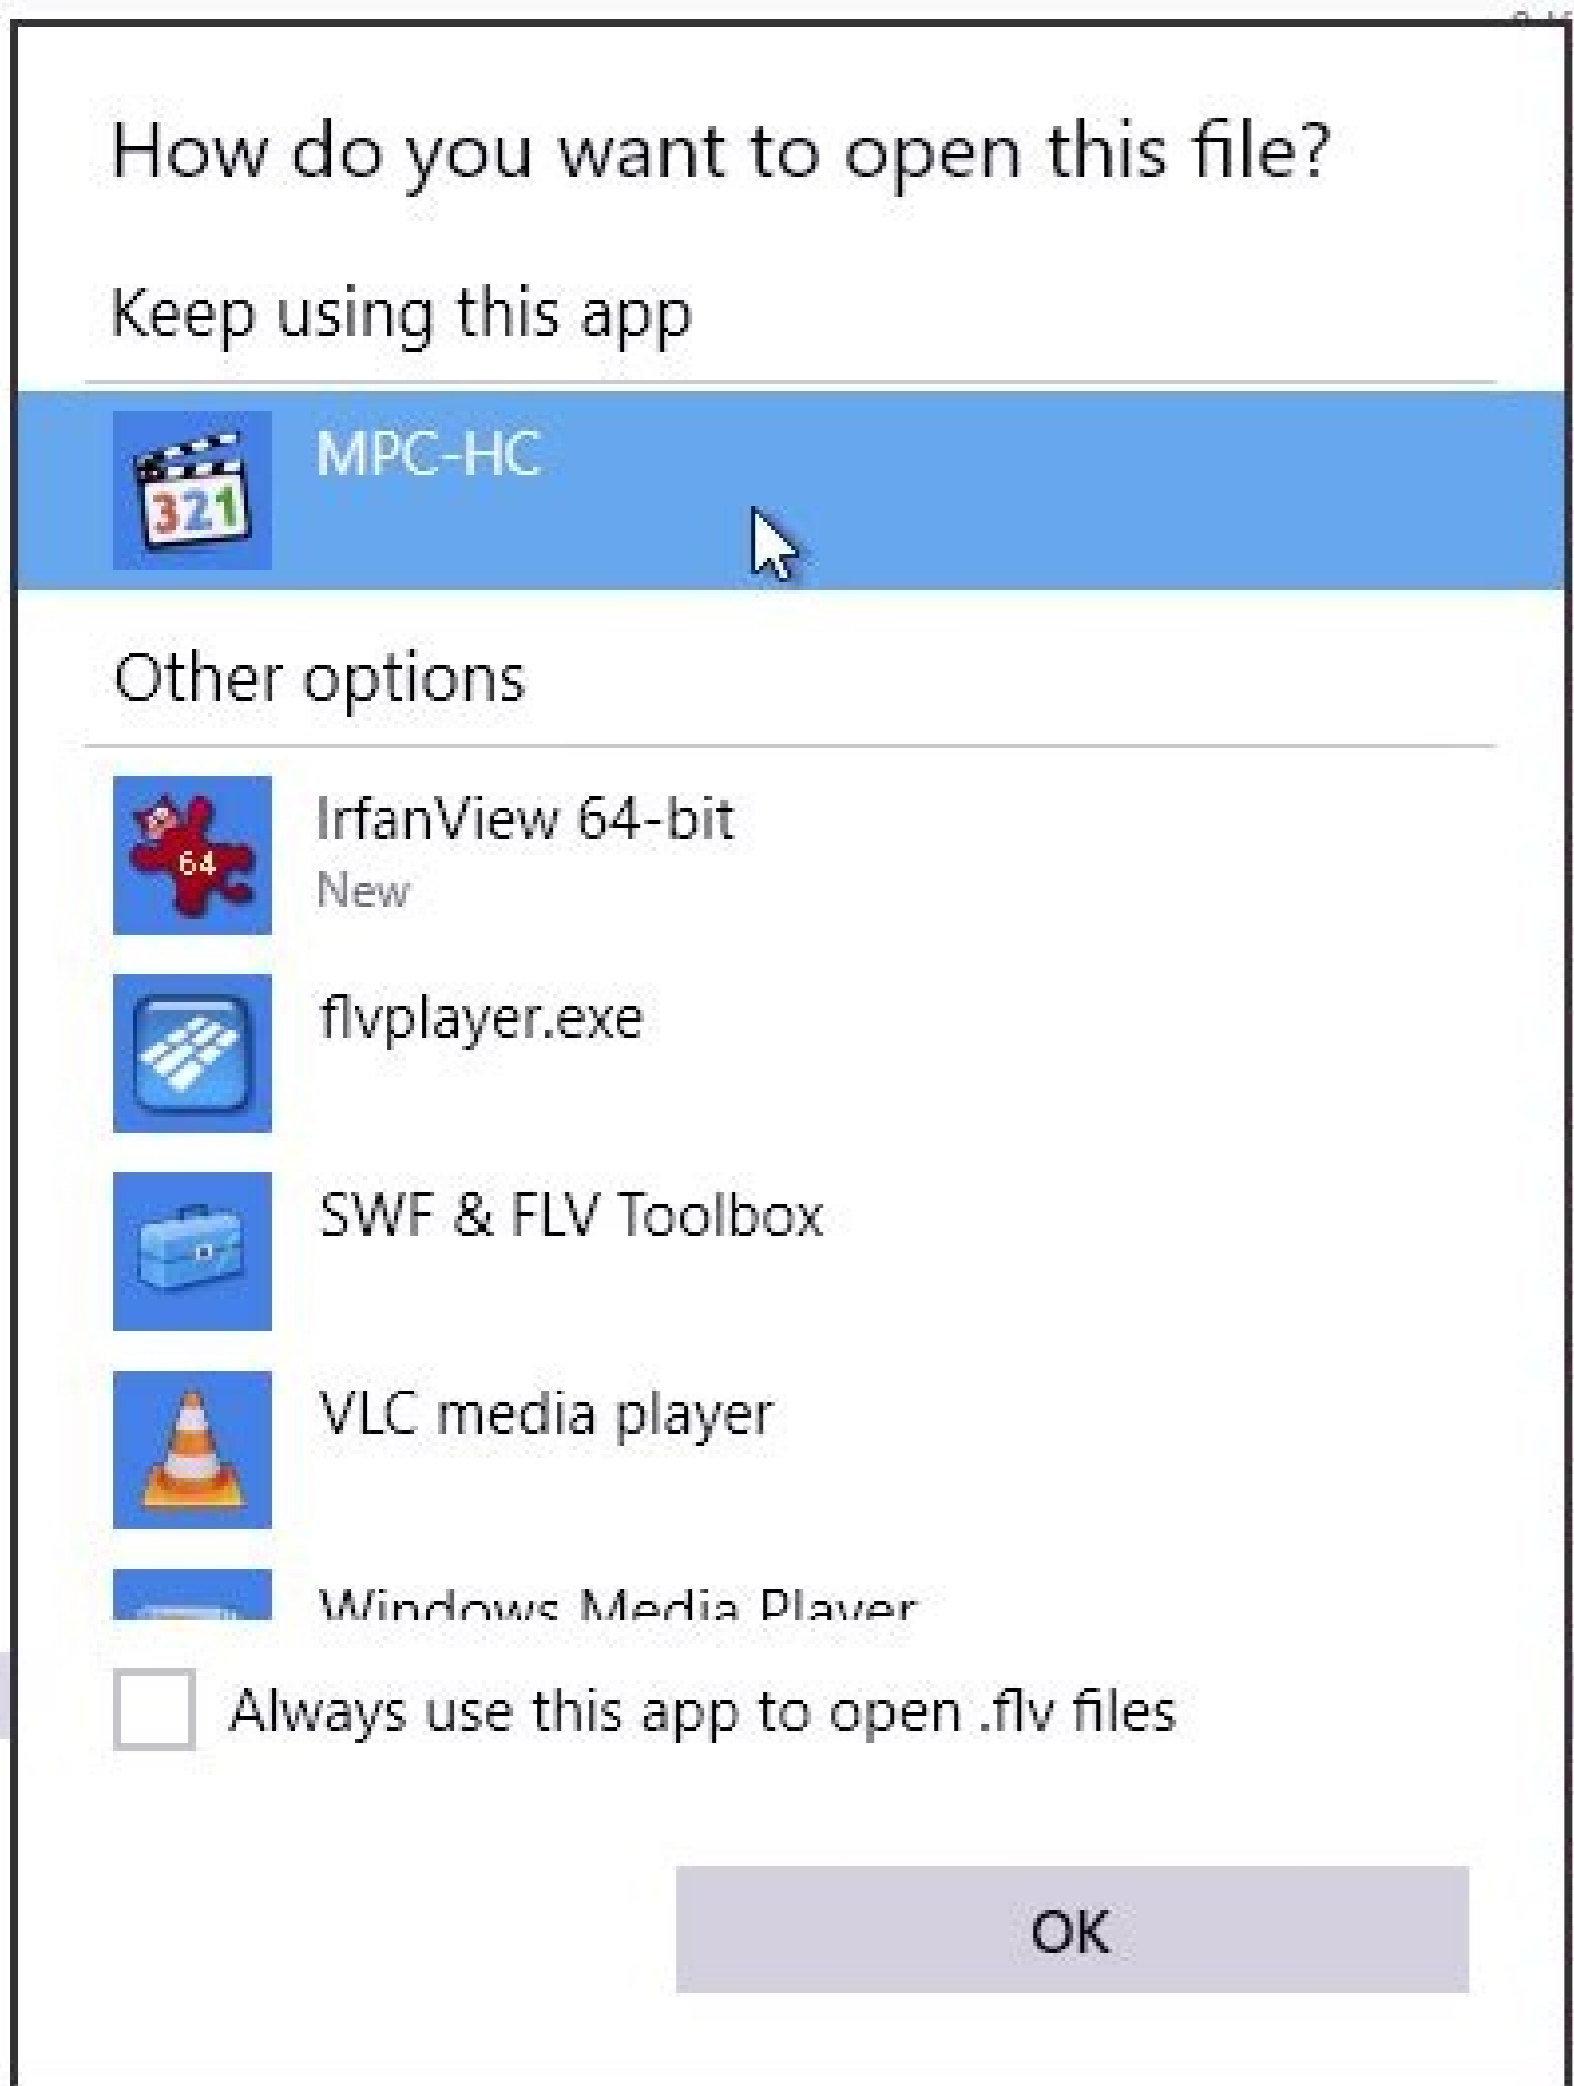 How do you want to open this file?
Keep using this app
321
MPC-HC
Other options
64
IrfanView 64-bit
New
flvplayer.exe
SWF & FLV Toolbox
VLC media player
Windows Media Player
Always use this app to open .flv files
OK